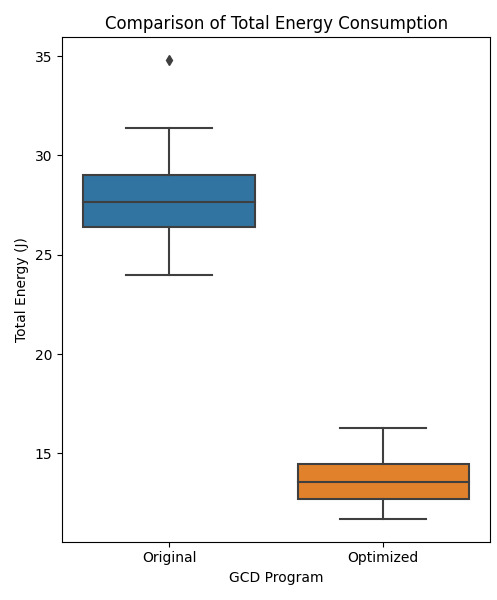 Comparison of Total Energy Consumption
Total Energy (J)
35
30
25
20
15
Original
Optimized
GCD Program